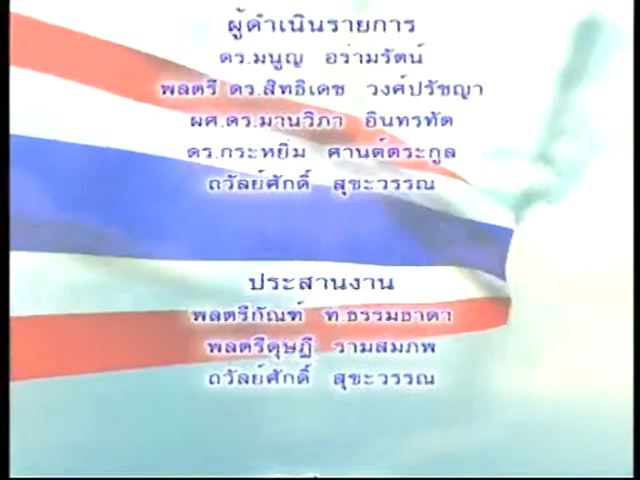 ผู้ดำเนินรายการ
ดร.มนูญ อร่ามรัตน์
พลตรี ดร.สิทธิเดช วงศ์ปรัชญา
ผศ.ดร.มานวิภา อินทรทัต
ดร.กระหยิ่ม ศานต์ตระกูล
ถวัลย์ศักดิ์ สุขะวรรณ
ประสานงาน
พลตรีกัณฑ์ ท.ธรรมธาดา
พลตรีดุษฎี รามสมภพ
ถวัลย์ศักดิ์ สุขะวรรณ